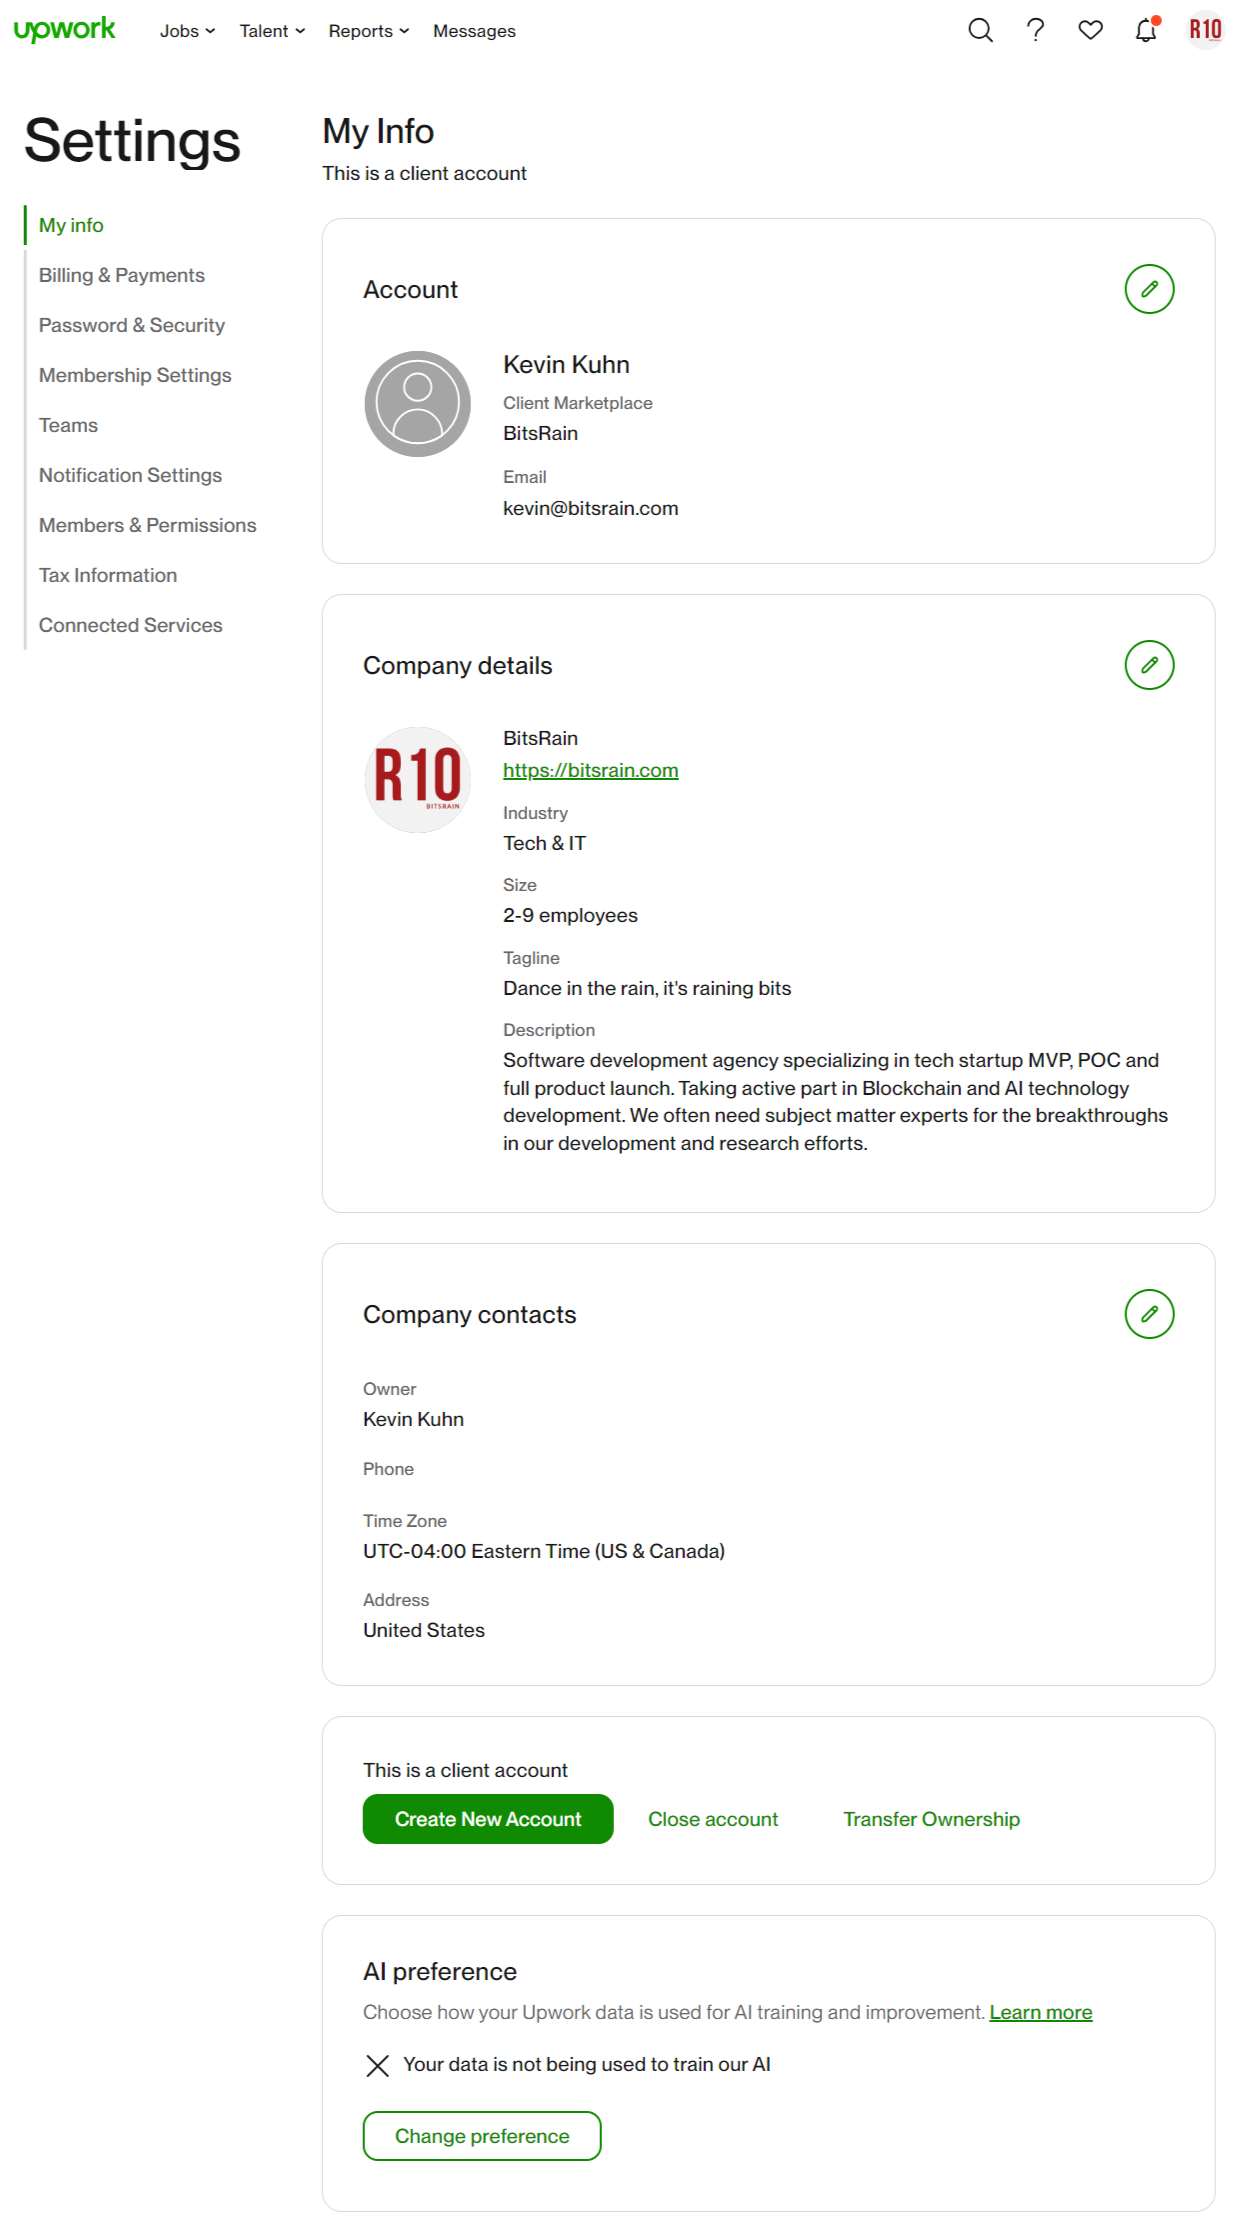 upwork
Jobs
Talent
Reports
Messages
R10
Settings
My info
Billing & Payments
Password & Security
Membership Settings
Teams
Notification Settings
Members & Permissions
Tax Information
Connected Services
My Info
This is a client account
Account
Kevin Kuhn
Client Marketplace
BitsRain
Email
kevin@bitsrain.com
Company details
R10
BITSRAIN
BitsRain
https://bitsrain.com
Industry
Tech & IT
Size
2-9 employees
Tagline
Dance in the rain, it's raining bits
Description
Software development agency specializing in tech startup MVP, POC and
full product launch. Taking active part in Blockchain and AI technology
development. We often need subject matter experts for the breakthroughs
in our development and research efforts.
Company contacts
Owner
Kevin Kuhn
Phone
Time Zone
UTC-04:00 Eastern Time (US & Canada)
Address
United States
This is a client account
Create New Account
Close account
Transfer Ownership
AI preference
Choose how your Upwork data is used for AI training and improvement. Learn more
Your data is not being used to train our AI
Change preference